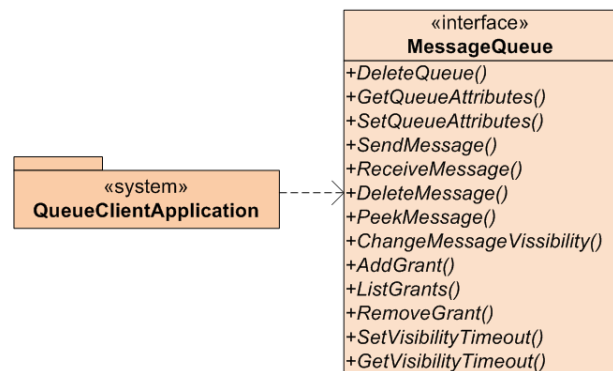 «interface»
MessageQueue
+DeleteQueue()
+GetQueueAttributes()
+SetQueueAttributes()
+SendMessage()
+ReceiveMessage()
+DeleteMessage()
+PeekMessage()
+ChangeMessageVissibility()
+AddGrant()
+ListGrants()
+RemoveGrant()
+SetVisibilityTimeout()
+GetVisibilityTimeout()
«system»
QueueClientApplication